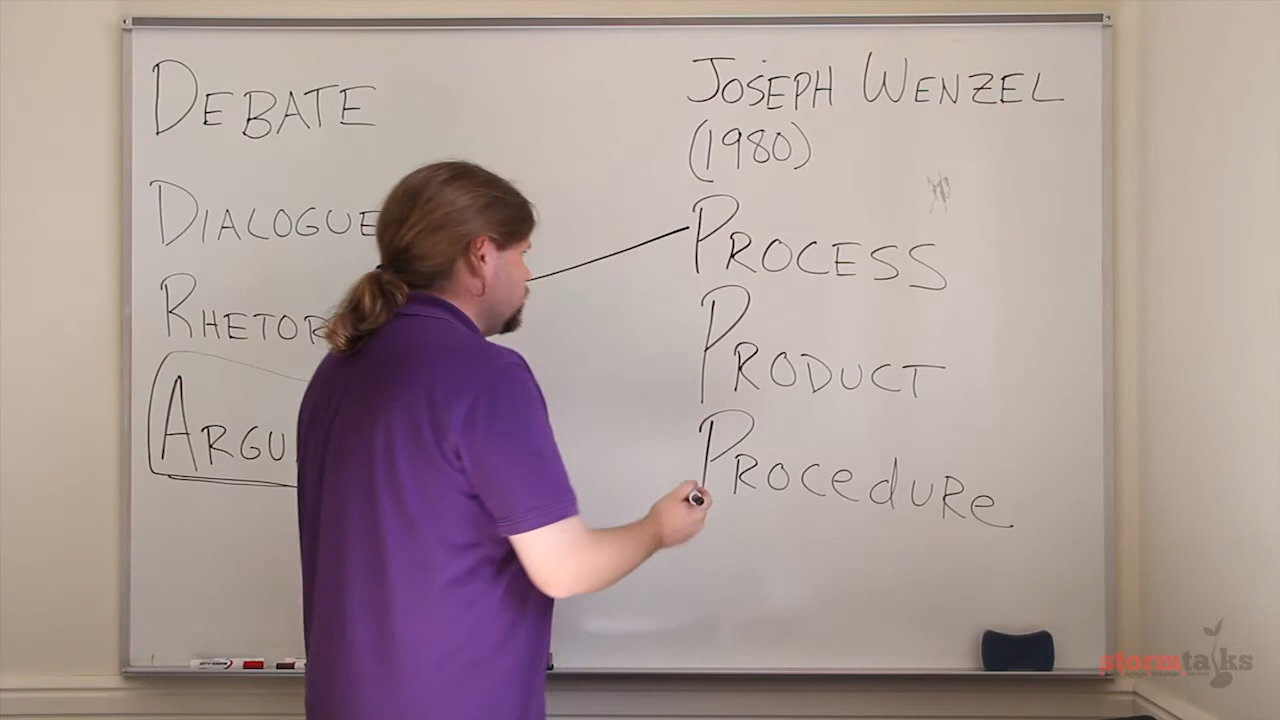 DEBATE
DIALOGUE
RHETOR
ARGU
JOSEPH WENZEL
(1980)
PROCESS
PRODUCT
PROCeduRe
stormtalks